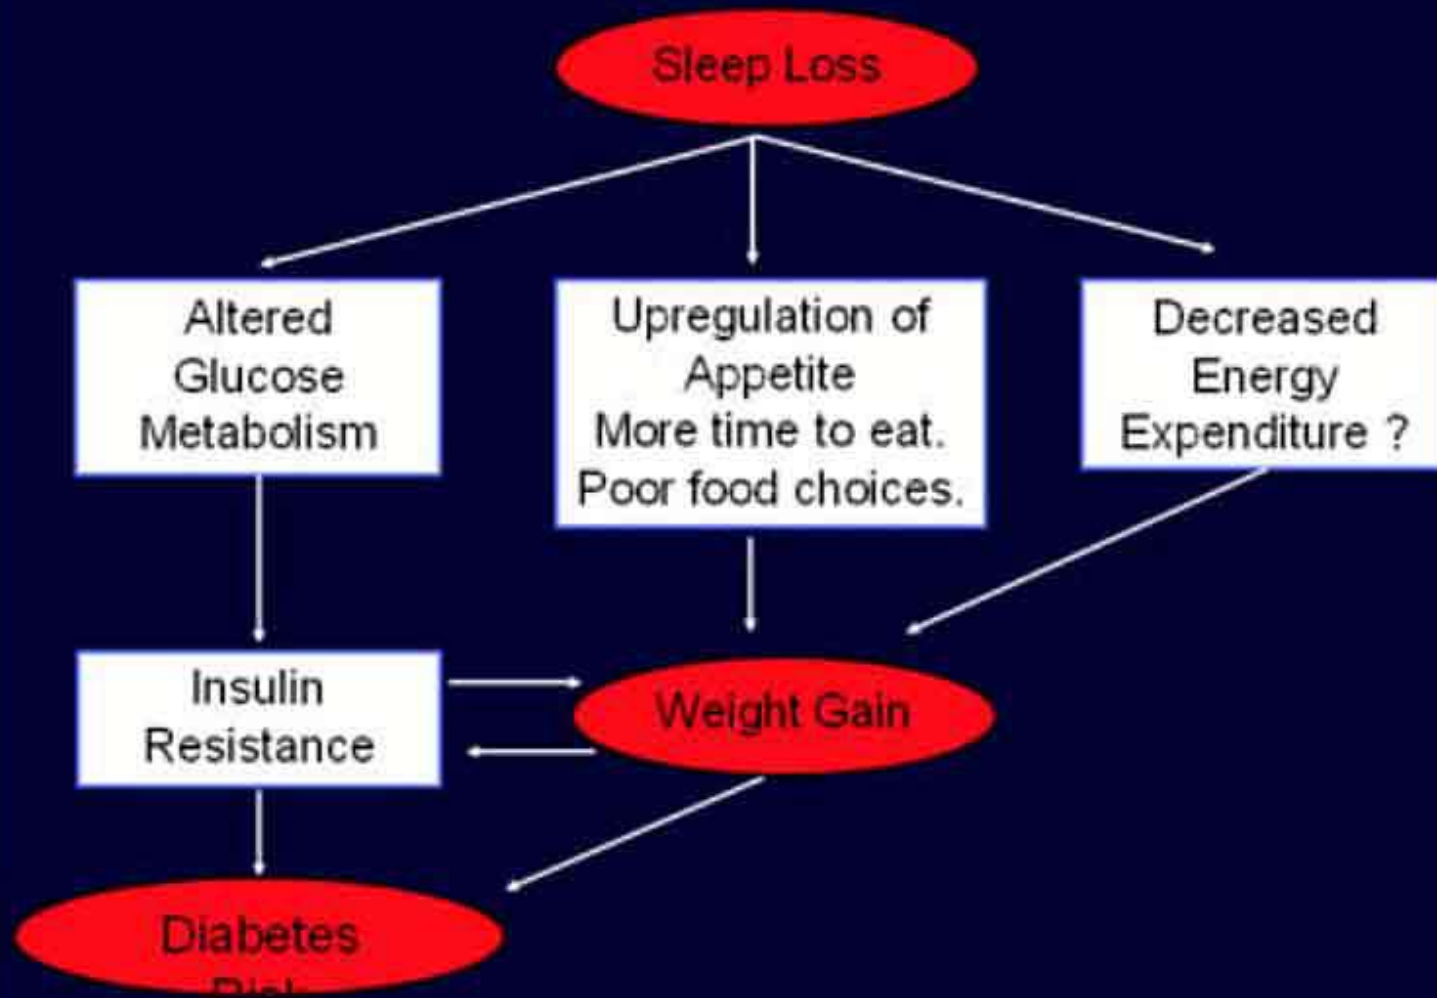 Sleep Loss
Altered
Glucose
Metabolism
Upregulation of
Appetite
More time to eat.
Poor food choices.
Decreased
Energy
Expenditure ?
Insulin
Resistance
Weight Gain
Diabetes
Risk